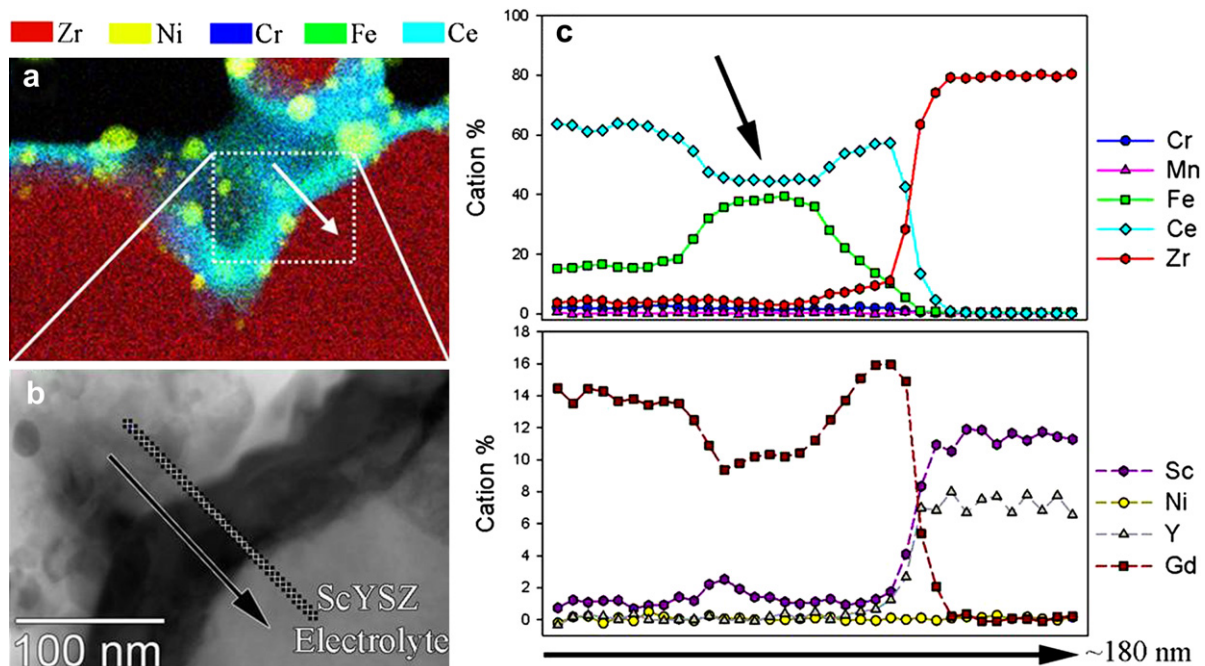 Zr Ni Cr Fe Ce
a
b
ScYSZ
Electrolyte
100 nm
c
100
80
60
40
20
0
Cation %
Cr
Mn
Fe
Ce
Zr
16
14
12
10
8
6
4
2
0
Cation %
Sc
Ni
Y
Gd
~180 nm